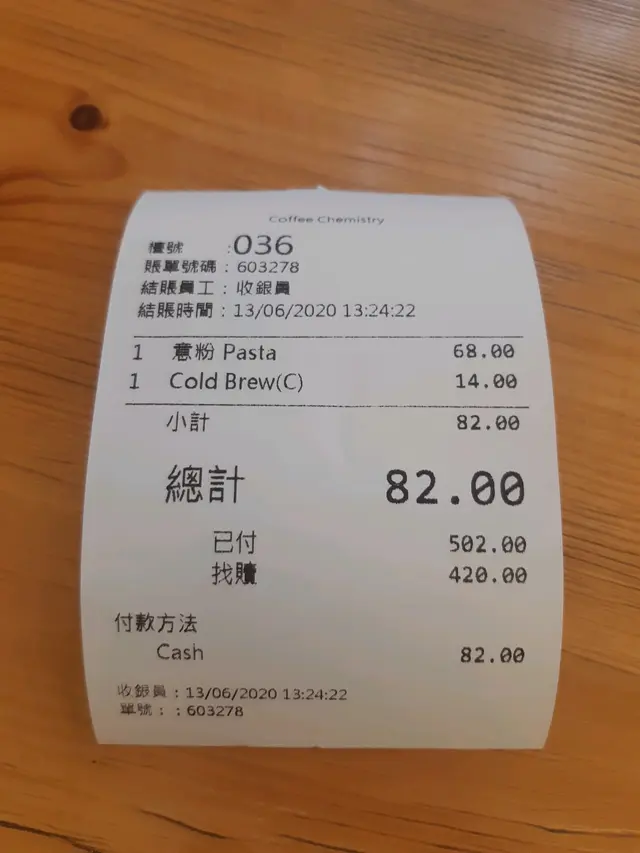 Coffee Chemistry
檯號 :036
賬單號碼 : 603278
結賬員工 : 收銀員
結賬時間 : 13/06/2020 13:24:22
1 意粉 Pasta 68.00
1 Cold Brew(C) 14.00
小計 82.00
總計 82.00
已付 502.00
找贖 420.00
付款方法
Cash 82.00
收銀員 : 13/06/2020 13:24:22
單號 : : 603278